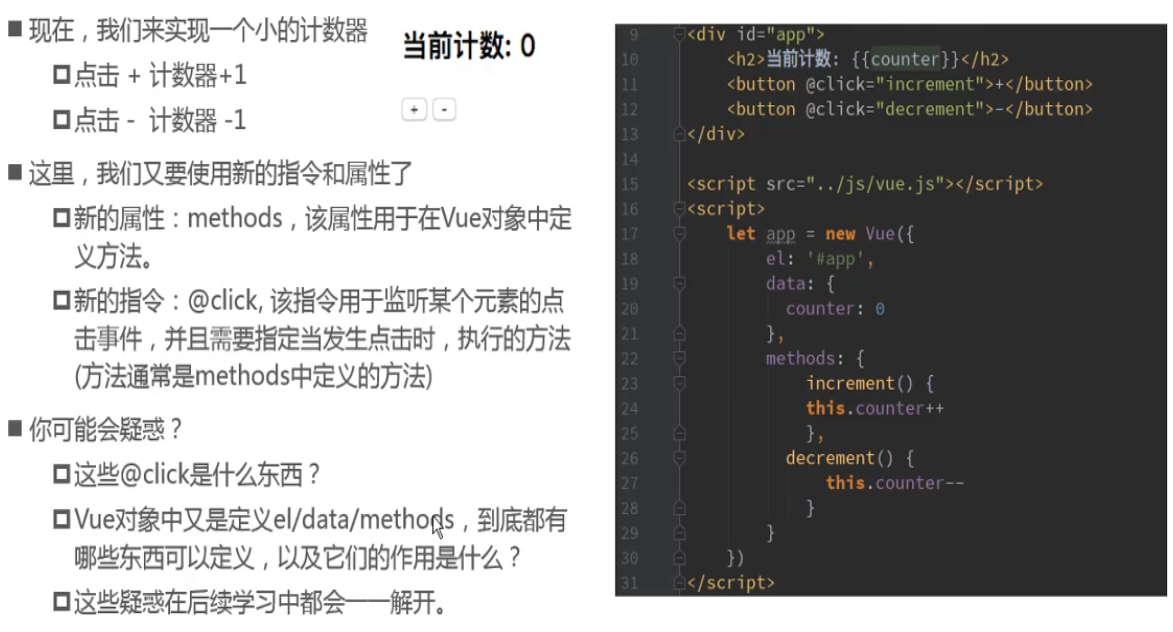 ■现在，我们来实现一个小的计数器
点击 + 计数器+1
点击 - 计数器 -1
■这里，我们又要使用新的指令和属性了
新的属性：methods，该属性用于在Vue对象中定
义方法。
新的指令：@click, 该指令用于监听某个元素的点
击事件，并且需要指定当发生点击时，执行的方法
(方法通常是methods中定义的方法)
■你可能会疑惑？
这些@click是什么东西？
Vue对象中又是定义el/data/methods，到底都有
哪些东西可以定义，以及它们的作用是什么？
这些疑惑在后续学习中都会一一解开。
当前计数: 0
+ -
9 <div id="app">
10 <h2>当前计数: {{counter}}</h2>
11 <button @click="increment">+</button>
12 <button @click="decrement">-</button>
13 </div>
14
15 <script src="../js/vue.js"></script>
16 <script>
17 let app = new Vue({
18 el: '#app',
19 data: {
20 counter: 0
21 },
22 methods: {
23 increment() {
24 this.counter++
25 },
26 decrement() {
27 this.counter--
28 }
29 }
30 })
31 </script>